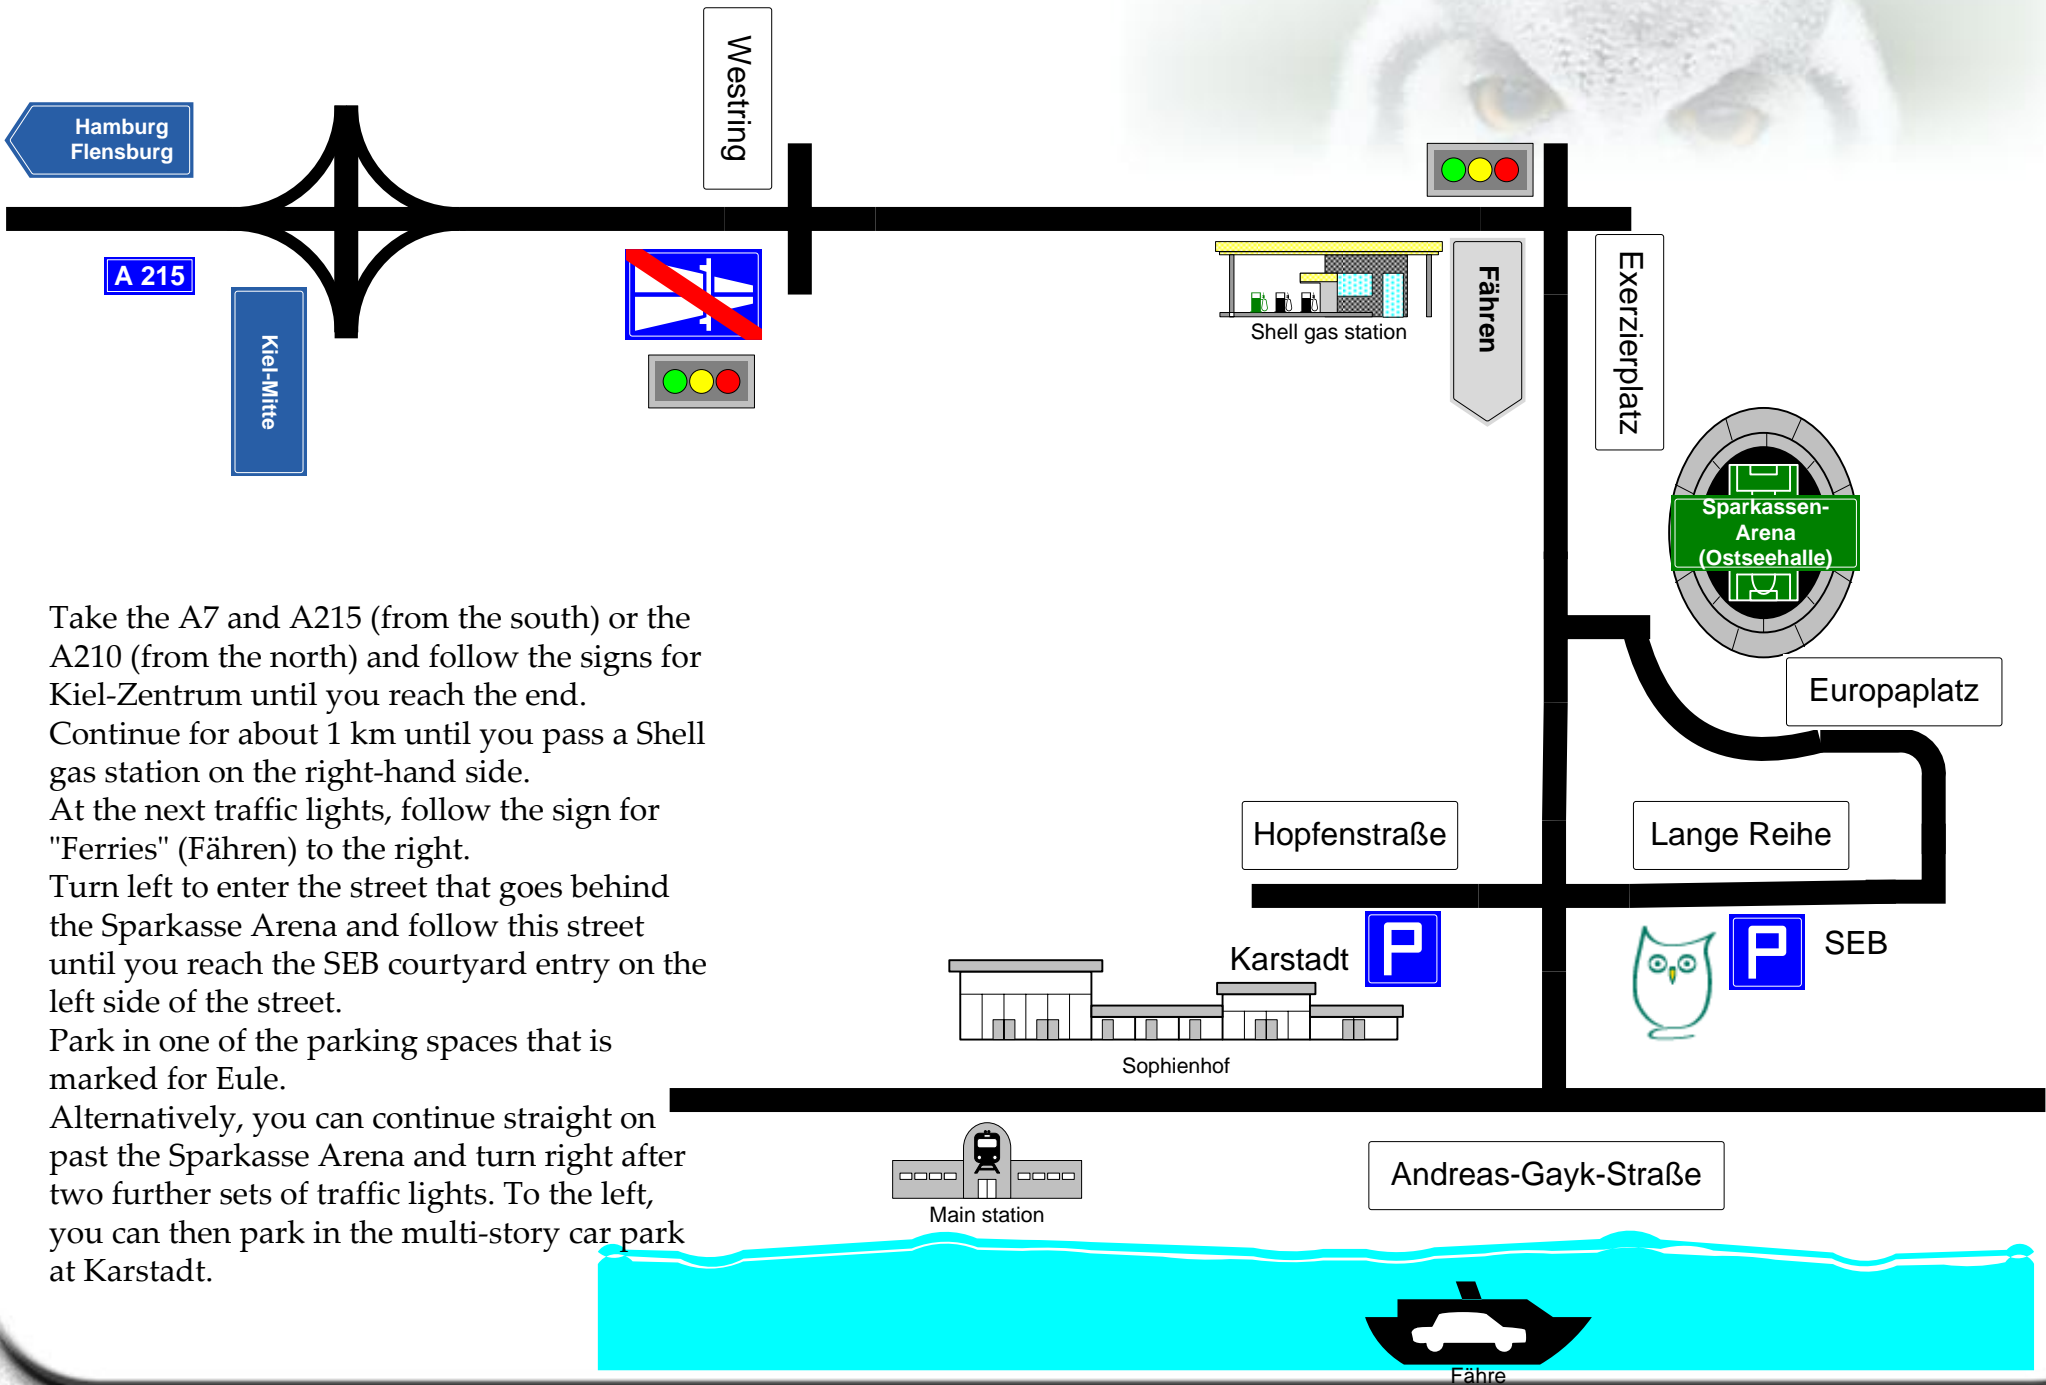 Westring
Hamburg
Flensburg
A 215
Kiel-Mitte
Shell gas station
Fähren
Exerzierplatz
Sparkassen-
Arena
(Ostseehalle)
Europaplatz
Hopfenstraße
Lange Reihe
Karstadt
P
P
SEB
Sophienhof
Main station
Andreas-Gayk-Straße
Fähre
Take the A7 and A215 (from the south) or the
A210 (from the north) and follow the signs for
Kiel-Zentrum until you reach the end.
Continue for about 1 km until you pass a Shell
gas station on the right-hand side.
At the next traffic lights, follow the sign for
"Ferries" (Fähren) to the right.
Turn left to enter the street that goes behind
the Sparkasse Arena and follow this street
until you reach the SEB courtyard entry on the
left side of the street.
Park in one of the parking spaces that is
marked for Eule.
Alternatively, you can continue straight on
past the Sparkasse Arena and turn right after
two further sets of traffic lights. To the left,
you can then park in the multi-story car park
at Karstadt.